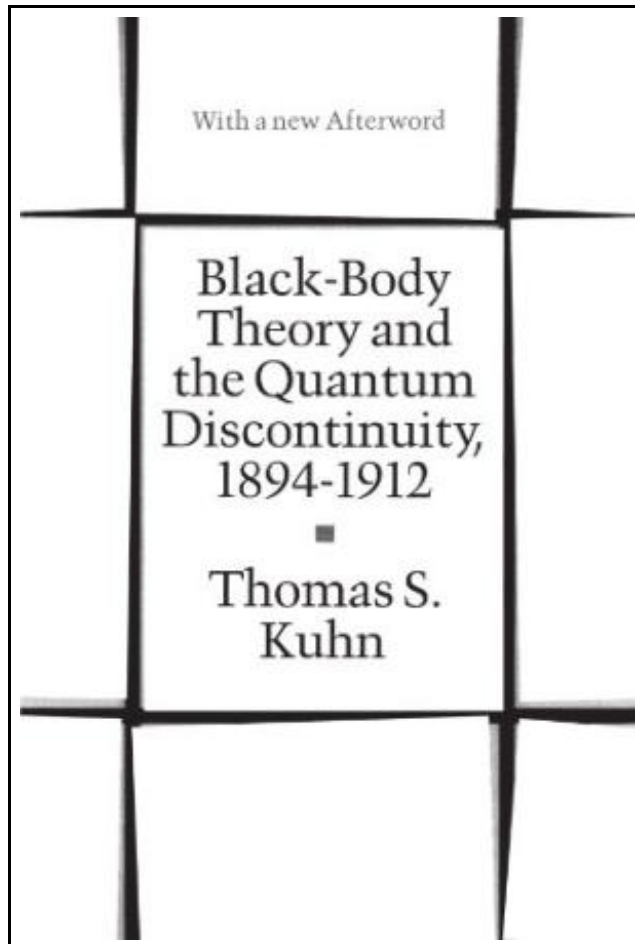 With a new Afterword
Black-Body
Theory and
the Quantum
Discontinuity,
1894-1912
Thomas S.
Kuhn